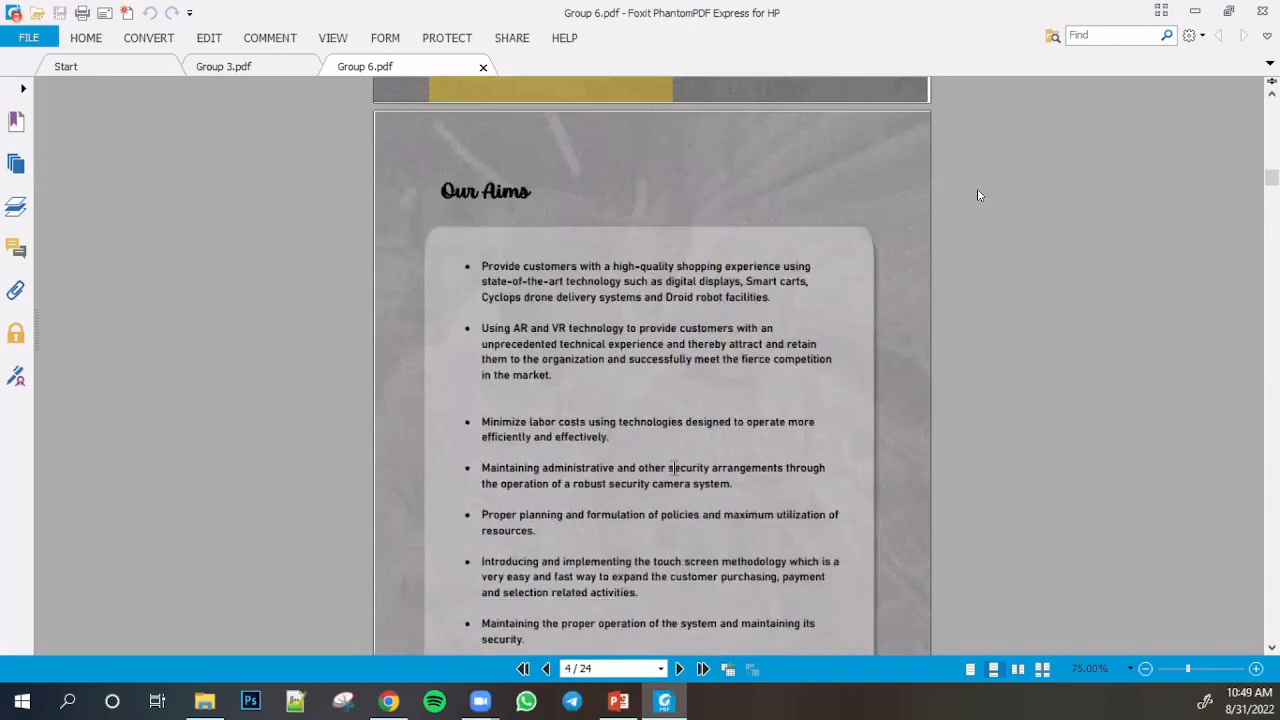 Group 6.pdf - Foxit PhantomPDF Express for HP
FILE HOME CONVERT EDIT COMMENT VIEW FORM PROTECT SHARE HELP
Find
Start Group 3.pdf Group 6.pdf
Our Aims
• Provide customers with a high-quality shopping experience using
state-of-the-art technology such as digital displays, Smart carts,
Cyclops drone delivery systems and Droid robot facilities.
• Using AR and VR technology to provide customers with an
unprecedented technical experience and thereby attract and retain
them to the organization and successfully meet the fierce competition
in the market.
• Minimize labor costs using technologies designed to operate more
efficiently and effectively.
• Maintaining administrative and other security arrangements through
the operation of a robust security camera system.
• Proper planning and formulation of policies and maximum utilization of
resources.
• Introducing and implementing the touch screen methodology which is a
very easy and fast way to expand the customer purchasing, payment
and selection related activities.
• Maintaining the proper operation of the system and maintaining its
security.
4 / 24
75.00%
Ps
10:49 AM
8/31/2022